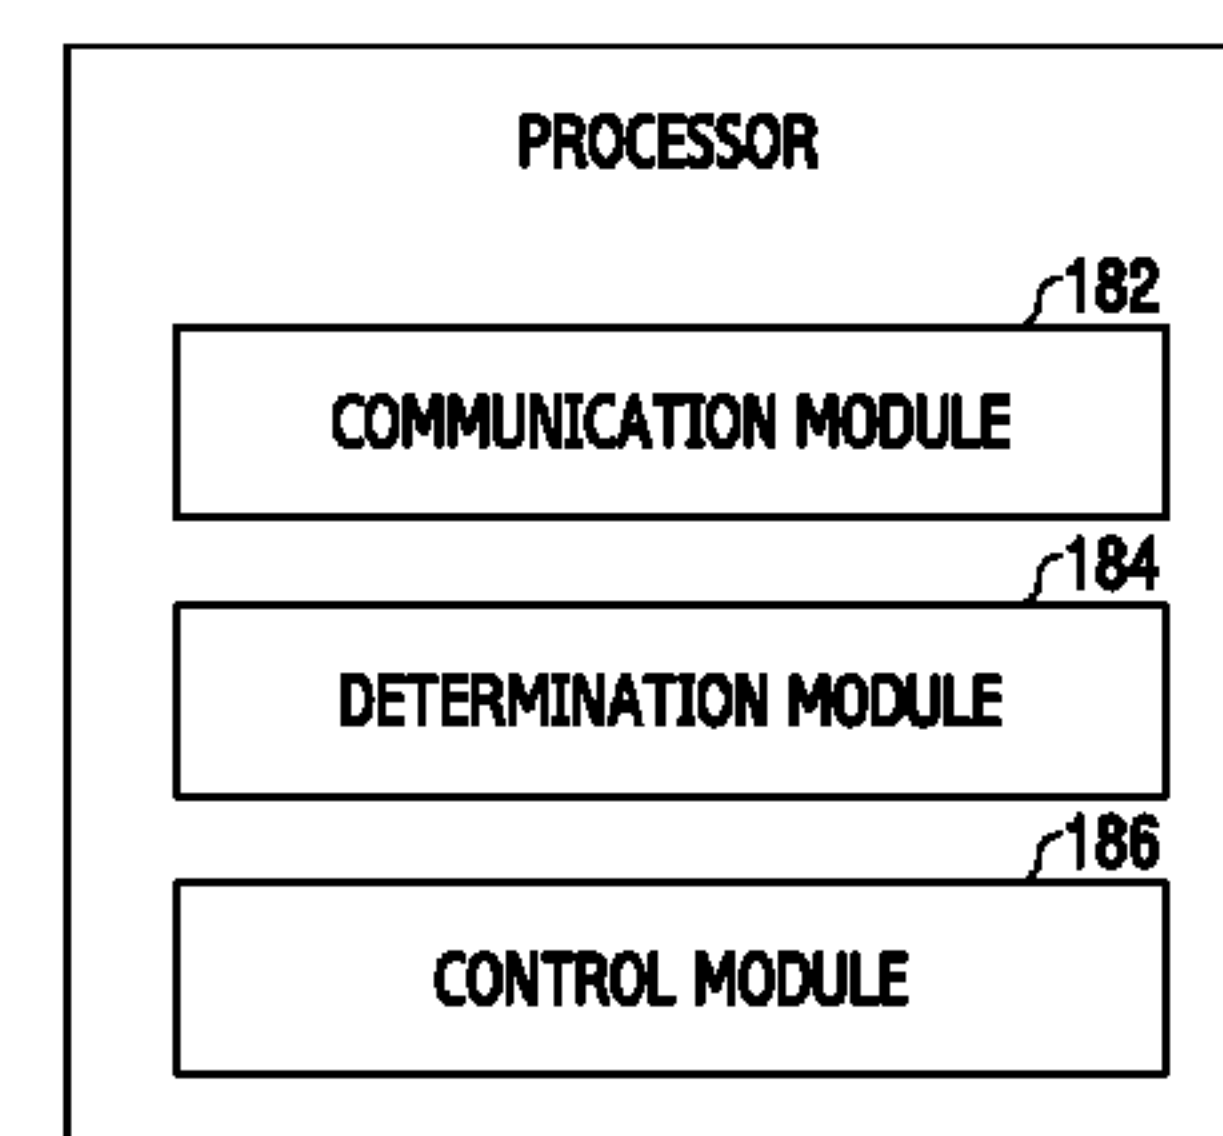 PROCESSOR
182
COMMUNICATION MODULE
184
DETERMINATION MODULE
186
CONTROL MODULE